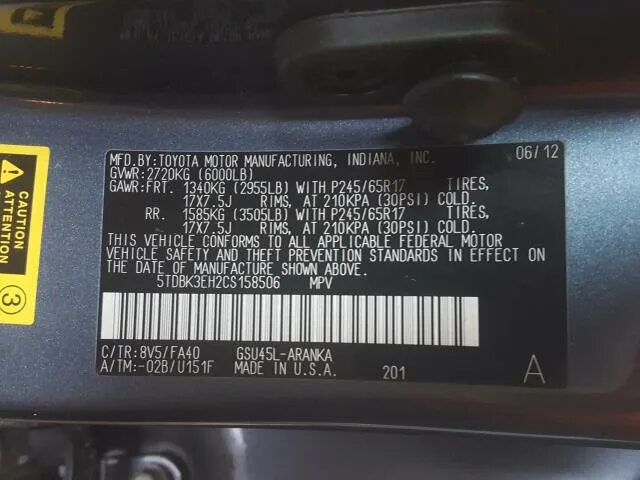 MFD.BY:TOYOTA MOTOR MANUFACTURING, INDIANA, INC. 06/12
GVWR:2720KG (6000LB)
GAWR:FRT. 1340KG (2955LB) WITH P245/65R17 TIRES,
17X7.5J RIMS, AT 210KPA (30PSI) COLD.
RR. 1585KG (3505LB) WITH P245/65R17 TIRES,
17X7.5J RIMS, AT 210KPA (30PSI) COLD.
THIS VEHICLE CONFORMS TO ALL APPLICABLE FEDERAL MOTOR
VEHICLE SAFETY AND THEFT PREVENTION STANDARDS IN EFFECT ON
THE DATE OF MANUFACTURE SHOWN ABOVE.
5TDBK3EH2CS158506 MPV
C/TR:8V5/FA40 GSU45L-ARANKA
A/TM:-02B/U151F MADE IN U.S.A. 201 A
CAUTION
ATTENTION
3